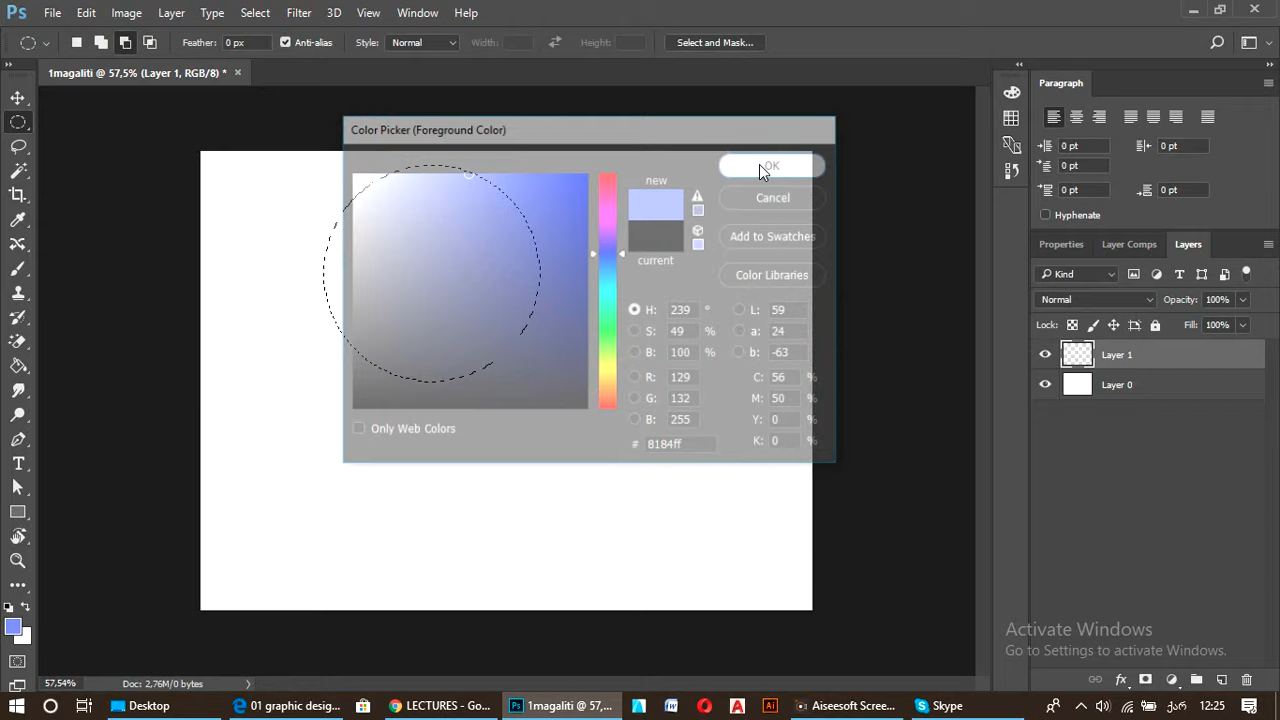 Ps File Edit Image Layer Type Select Filter 3D View Window Help
Feather: 0 px Anti-alias Style: Normal Width: Height: Select and Mask...
1magaliti @ 57,5% (Layer 1, RGB/8) * ×
Paragraph
0 pt 0 pt
0 pt
0 pt 0 pt
Hyphenate
Properties Layer Comps Layers
Kind
Normal Opacity: 100%
Lock: Fill: 100%
Layer 1
Layer 0
Color Picker (Foreground Color)
OK
new
Cancel
Add to Swatches
current
Color Libraries
H: 239 ° L: 59
S: 49 % a: 24
B: 100 % b: -63
R: 129 C: 56 %
G: 132 M: 50 %
B: 255 Y: 0 %
# 8184ff K: 0 %
Only Web Colors
Activate Windows
Go to Settings to activate Windows.
57,54% Doc: 2,76M/0 bytes
Desktop 01 graphic desig... LECTURES - Go... Ps 1magaliti @ 57,... Ai Aiseesoft Scree... Skype 12:25